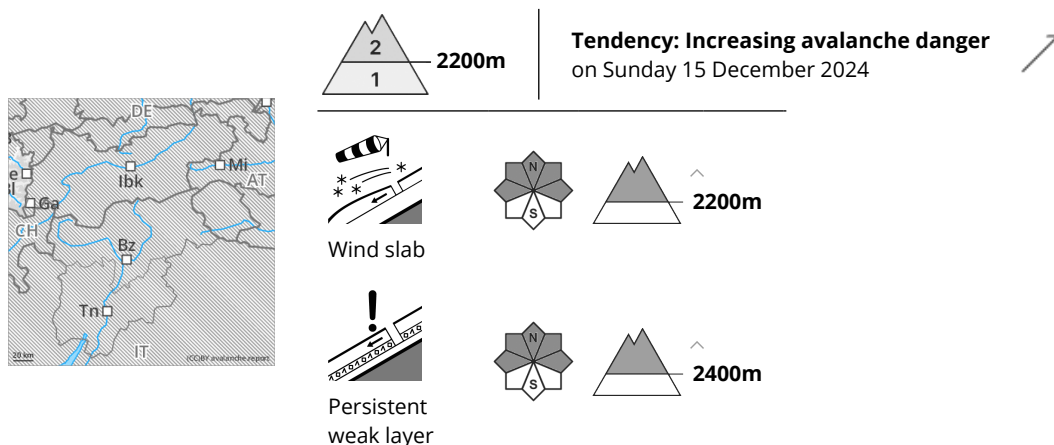 2
1
2200m
Tendency: Increasing avalanche danger
on Sunday 15 December 2024
DE
Mi
Ibk
AT
Ga
CH
Bz
Tn
IT
20 km
(CC)BY avalanche.report
N
S
2200m
Wind slab
N
S
2400m
Persistent
weak layer